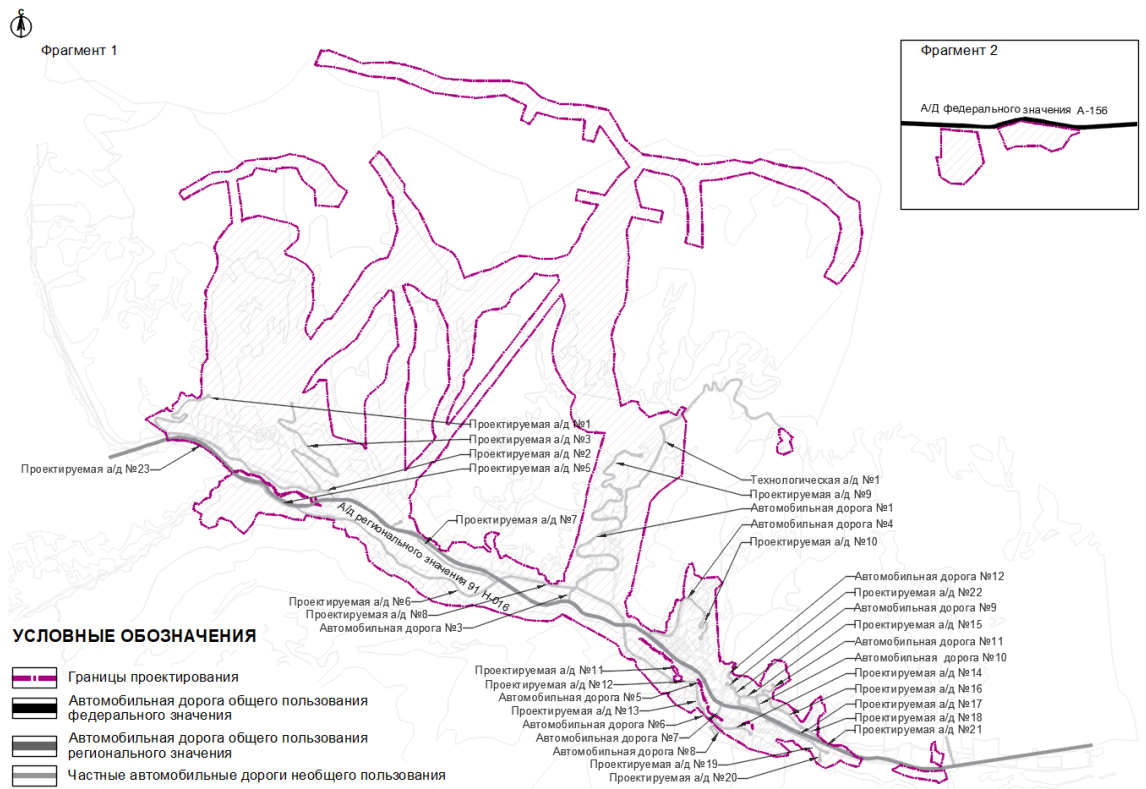 С
Фрагмент 1
Фрагмент 2
А/Д федерального значения А-156
Проектируемая а/д №1
Проектируемая а/д №3
Проектируемая а/д №2
Проектируемая а/д №5
Проектируемая а/д №23
Технологическая а/д №1
Проектируемая а/д №9
Автомобильная дорога №1
Автомобильная дорога №4
Проектируемая а/д №10
Проектируемая а/д №7
А/д регионального значения 91 Н-016
Проектируемая а/д №6
Проектируемая а/д №8
Автомобильная дорога №3
Автомобильная дорога №12
Проектируемая а/д №22
Автомобильная дорога №9
Проектируемая а/д №15
Автомобильная дорога №11
Автомобильная дорога №10
Проектируемая а/д №14
Проектируемая а/д №16
Проектируемая а/д №17
Проектируемая а/д №18
Проектируемая а/д №21
Проектируемая а/д №11
Проектируемая а/д №12
Автомобильная дорога №5
Проектируемая а/д №13
Автомобильная дорога №6
Автомобильная дорога №7
Автомобильная дорога №8
Проектируемая а/д №19
Проектируемая а/д №20
УСЛОВНЫЕ ОБОЗНАЧЕНИЯ
Границы проектирования
Автомобильная дорога общего пользования
федерального значения
Автомобильная дорога общего пользования
регионального значения
Частные автомобильные дороги необщего пользования